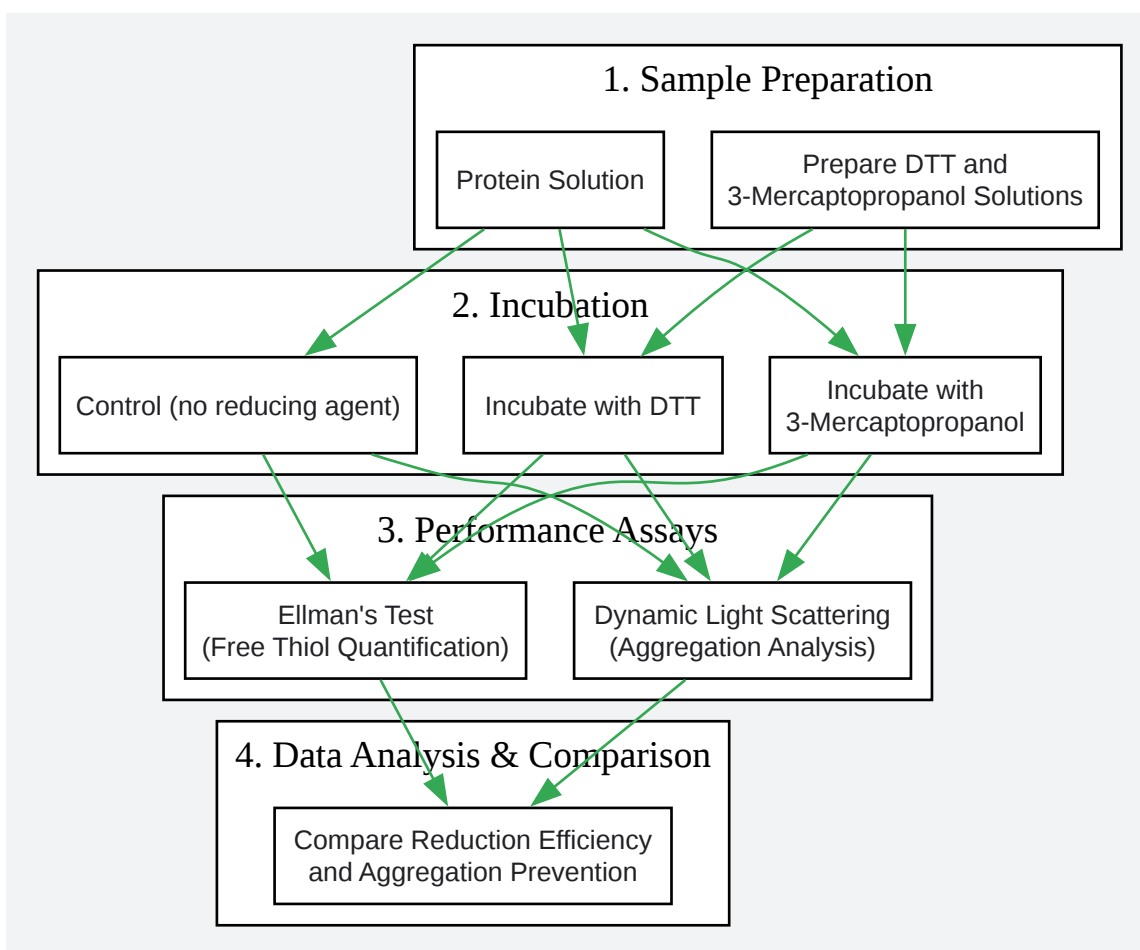 1. Sample Preparation
Protein Solution
Prepare DTT and
3-Mercaptopropanol Solutions
2. Incubation
Control (no reducing agent)
Incubate with DTT
Incubate with
3-Mercaptopropanol
3. Performance Assays
Ellman's Test
(Free Thiol Quantification)
Dynamic Light Scattering
(Aggregation Analysis)
4. Data Analysis & Comparison
Compare Reduction Efficiency
and Aggregation Prevention